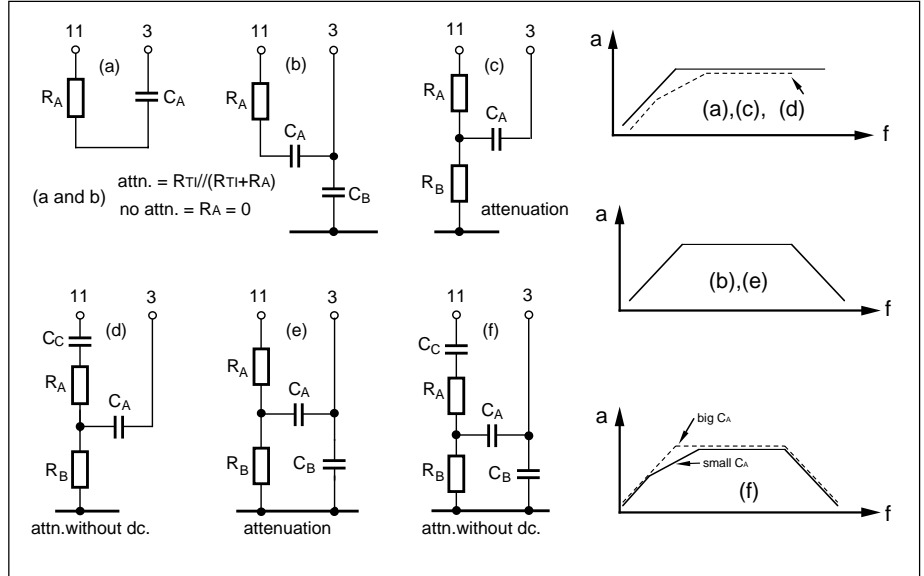 11 3
(a)
RA
CA
(a and b) attn. = RTI//(RTI+RA)
no attn. = RA = 0
11 3
(b)
RA
CA
CB
11 3
(c)
RA
CA
RB
attenuation
a
(a),(c), (d)
f
a
(b),(e)
f
11 3
(d)
CC
RA
CA
RB
attn.without dc.
11 3
(e)
RA
CA
RB
CB
attenuation
11 3
(f)
CC
RA
CA
RB
CB
attn.without dc.
a
big CA
small CA
(f)
f